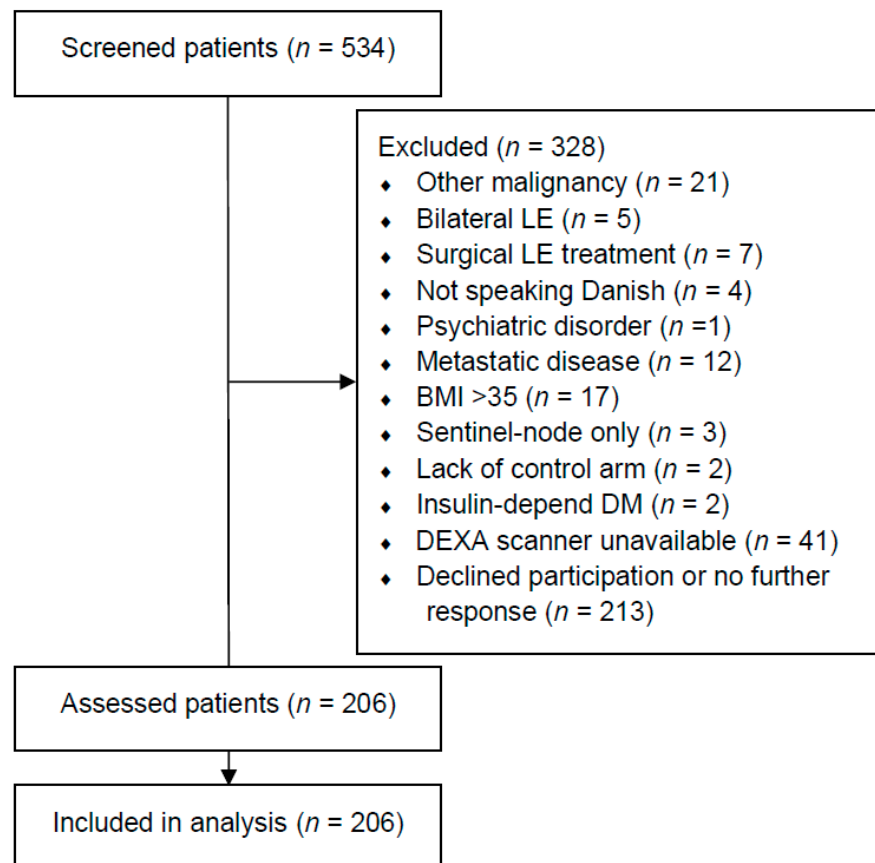 Screened patients (n = 534)
Excluded (n = 328)
⬥ Other malignancy (n = 21)
⬥ Bilateral LE (n = 5)
⬥ Surgical LE treatment (n = 7)
⬥ Not speaking Danish (n = 4)
⬥ Psychiatric disorder (n =1)
⬥ Metastatic disease (n = 12)
⬥ BMI >35 (n = 17)
⬥ Sentinel-node only (n = 3)
⬥ Lack of control arm (n = 2)
⬥ Insulin-depend DM (n = 2)
⬥ DEXA scanner unavailable (n = 41)
⬥ Declined participation or no further
response (n = 213)
Assessed patients (n = 206)
Included in analysis (n = 206)